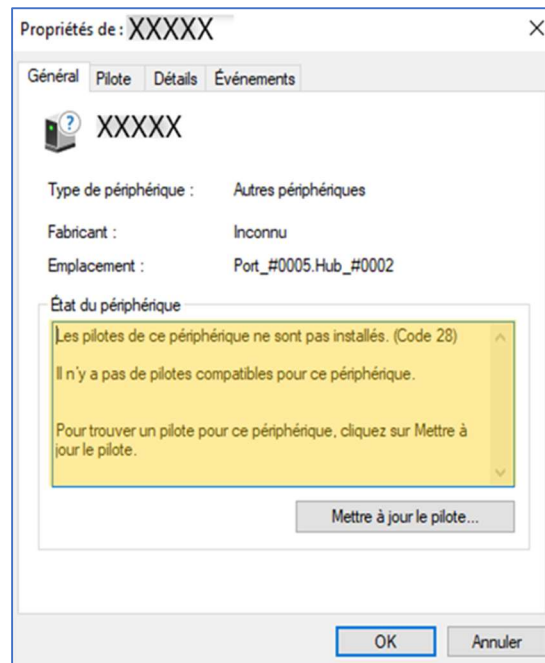 Propriétés de : XXXXX
Général Pilote Détails Événements
XXXXX
Type de périphérique : Autres périphériques
Fabricant : Inconnu
Emplacement : Port_#0005.Hub_#0002
État du périphérique
Les pilotes de ce périphérique ne sont pas installés. (Code 28)
Il n'y a pas de pilotes compatibles pour ce périphérique.
Pour trouver un pilote pour ce périphérique, cliquez sur Mettre à
jour le pilote.
Mettre à jour le pilote...
OK Annuler